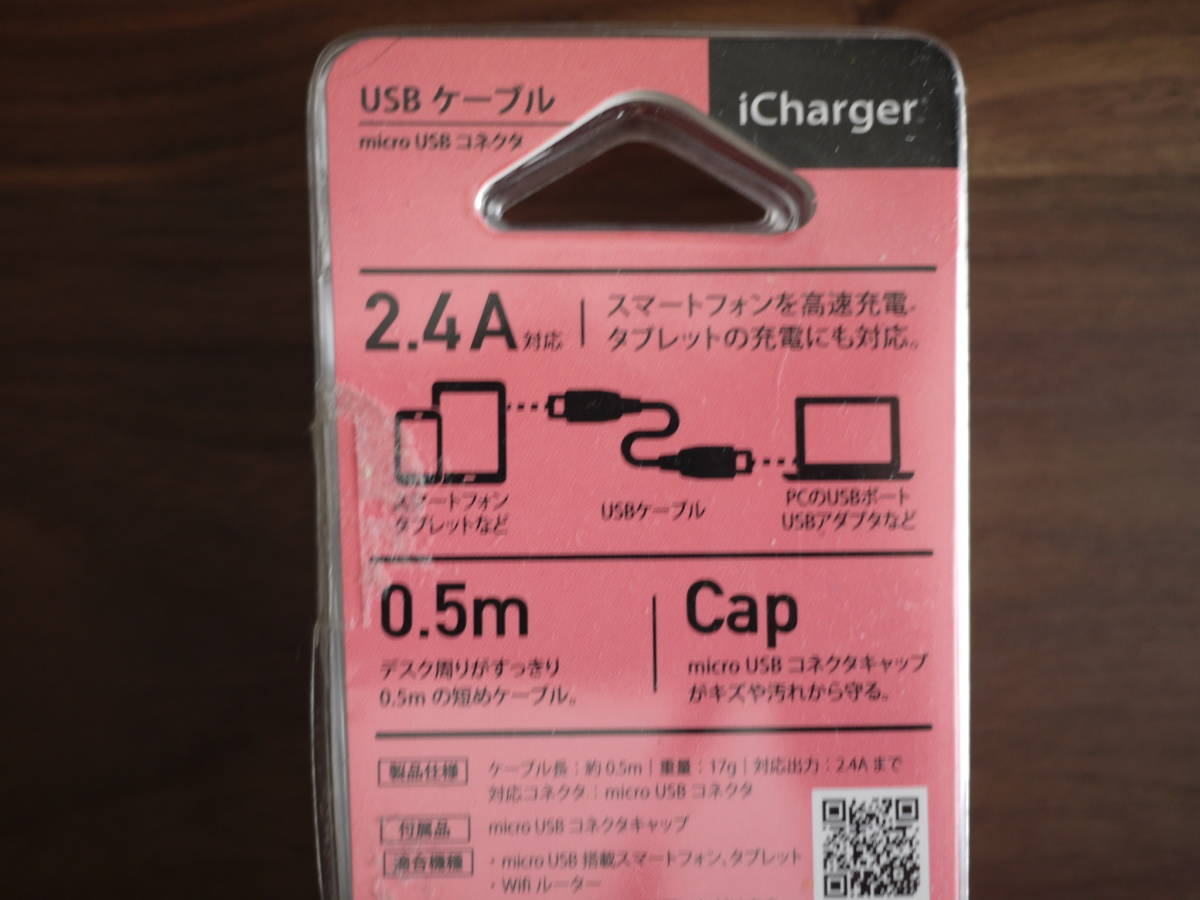 USB ケーブル
micro USB コネクタ
iCharger
2.4A 対応
スマートフォンを高速充電。
タブレットの充電にも対応。
スマートフォン
タブレットなど
USBケーブル
PCのUSBポート
USBアダプタなど
0.5m
デスク周りがすっきり
0.5m の短めケーブル。
Cap
micro USB コネクタキャップ
がキズや汚れから守る。
製品仕様
ケーブル長：約 0.5m｜重量：17g｜対応出力：2.4A まで
対応コネクタ：micro USB コネクタ
付属品
micro USB コネクタキャップ
適合機種
・micro USB 搭載スマートフォン、タブレット
・Wifi ルーター